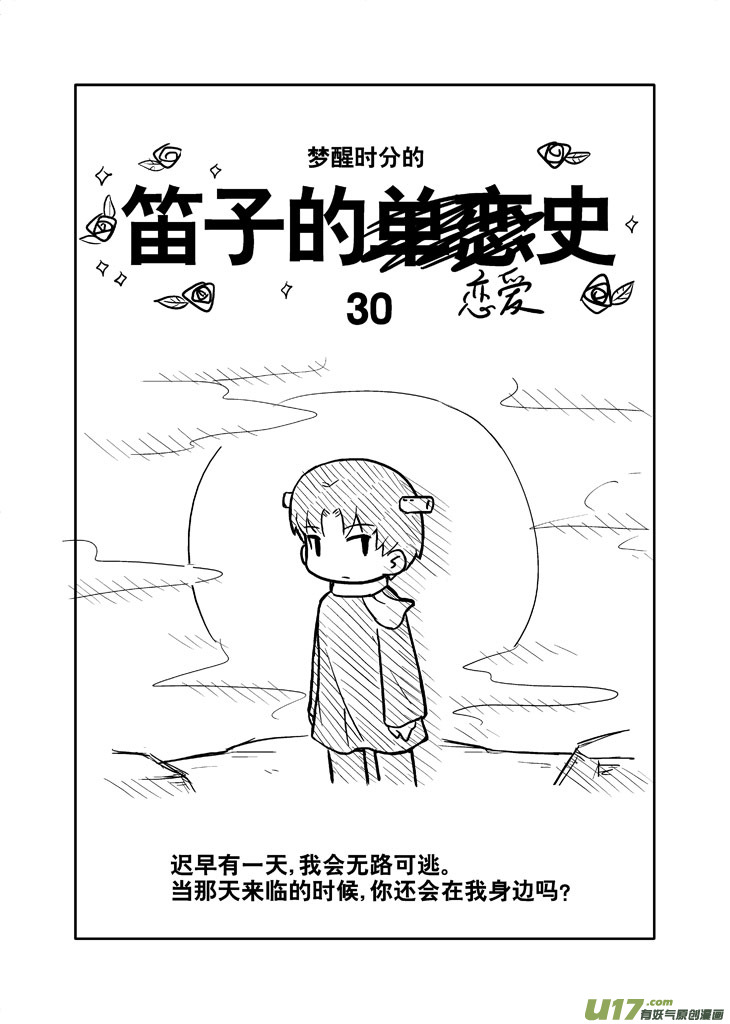 梦醒时分的
笛子的单恋史
恋爱
30
迟早有一天,我会无路可逃。
当那天来临的时候,你还会在我身边吗?
U17.com
有妖气原创漫画